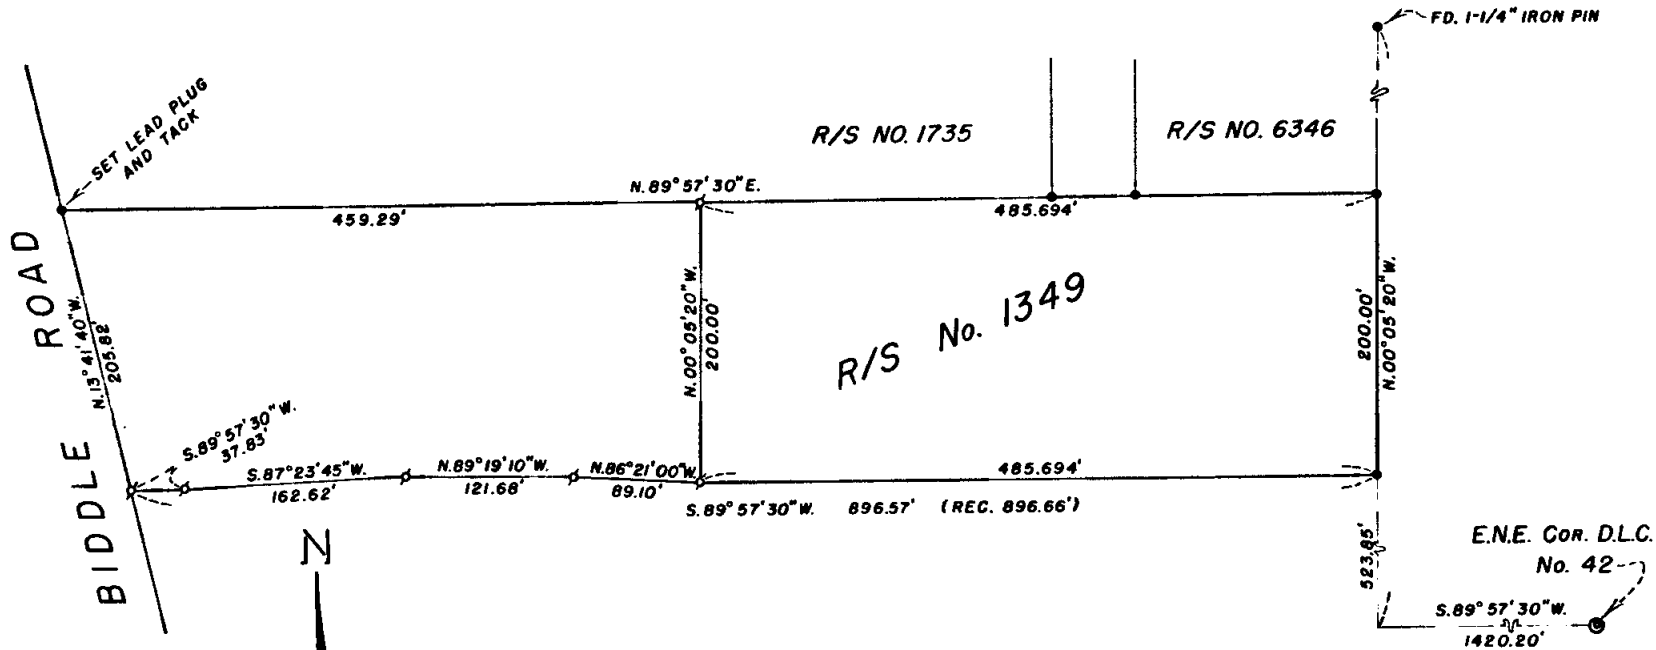 FD. 1-1/4" IRON PIN
SET LEAD PLUG
AND TACK
R/S NO. 1735
R/S NO. 6346
N. 89° 57' 30" E.
459.29'
485.694'
BIDDLE ROAD
N. 13° 41' 40" W.
205.82'
N. 00° 05' 20" W.
200.00'
R/S No. 1349
200.00'
N. 00° 05' 20" W.
S. 89° 57' 30" W.
37.83'
S. 87° 23' 45" W.
162.62'
N. 89° 19' 10" W.
121.68'
N. 86° 21' 00" W.
89.10'
485.694'
S. 89° 57' 30" W. 896.57' (REC. 896.66')
N
523.85'
E.N.E. COR. D.L.C.
No. 42
S. 89° 57' 30" W.
1420.20'